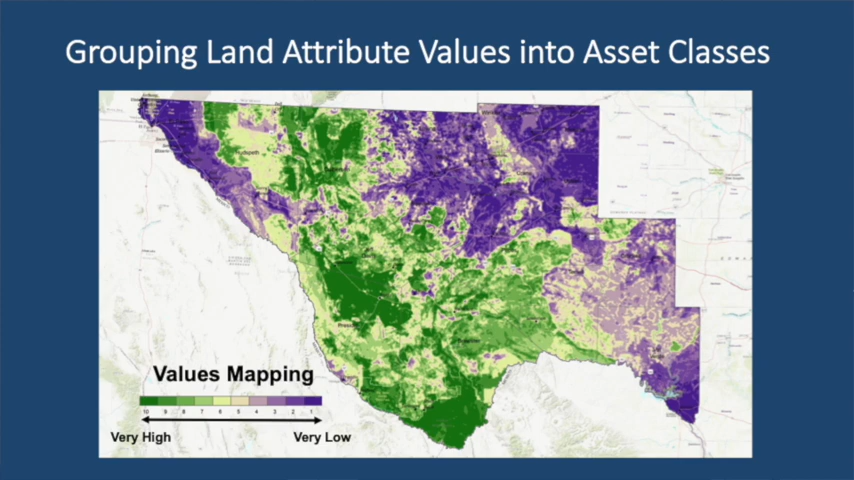 Grouping Land Attribute Values into Asset Classes
Values Mapping
10 9 8 7 6 5 4 3 2 1
Very High
Very Low